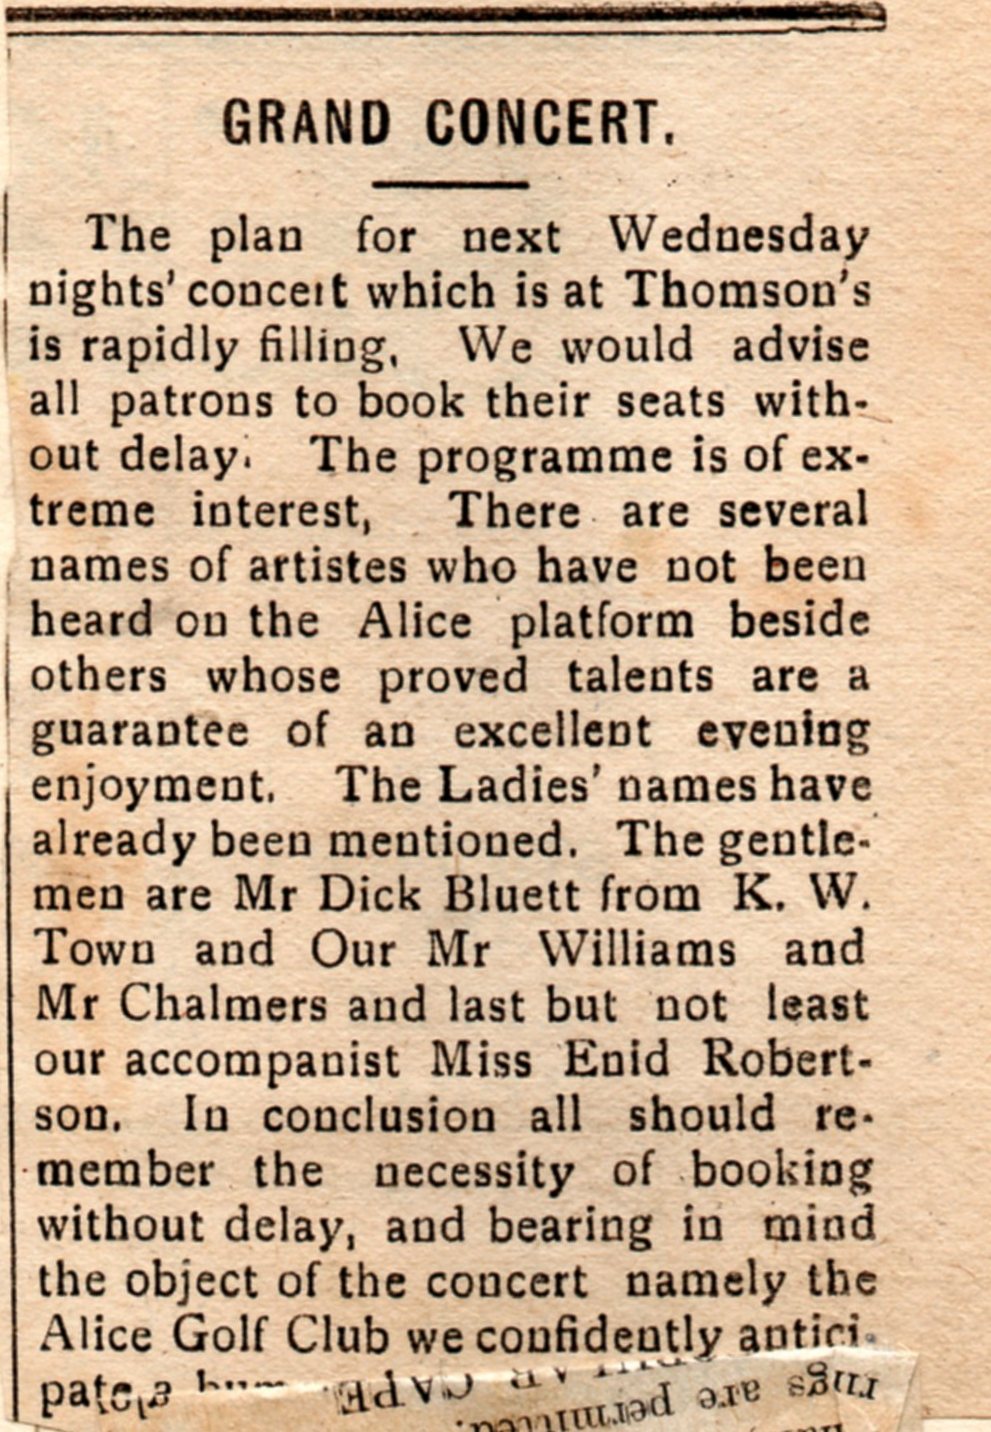 GRAND CONCERT.
The plan for next Wednesday
nights' concert which is at Thomson's
is rapidly filling, We would advise
all patrons to book their seats with-
out delay. The programme is of ex-
treme interest, There are several
names of artistes who have not been
heard on the Alice platform beside
others whose proved talents are a
guarantee of an excellent evening
enjoyment. The Ladies' names have
already been mentioned. The gentle-
men are Mr Dick Bluett from K. W.
Town and Our Mr Williams and
Mr Chalmers and last but not least
our accompanist Miss Enid Robert-
son. In conclusion all should re-
member the necessity of booking
without delay, and bearing in mind
the object of the concert namely the
Alice Golf Club we confidently antici-
pate a
CAPE
rings are permitted.